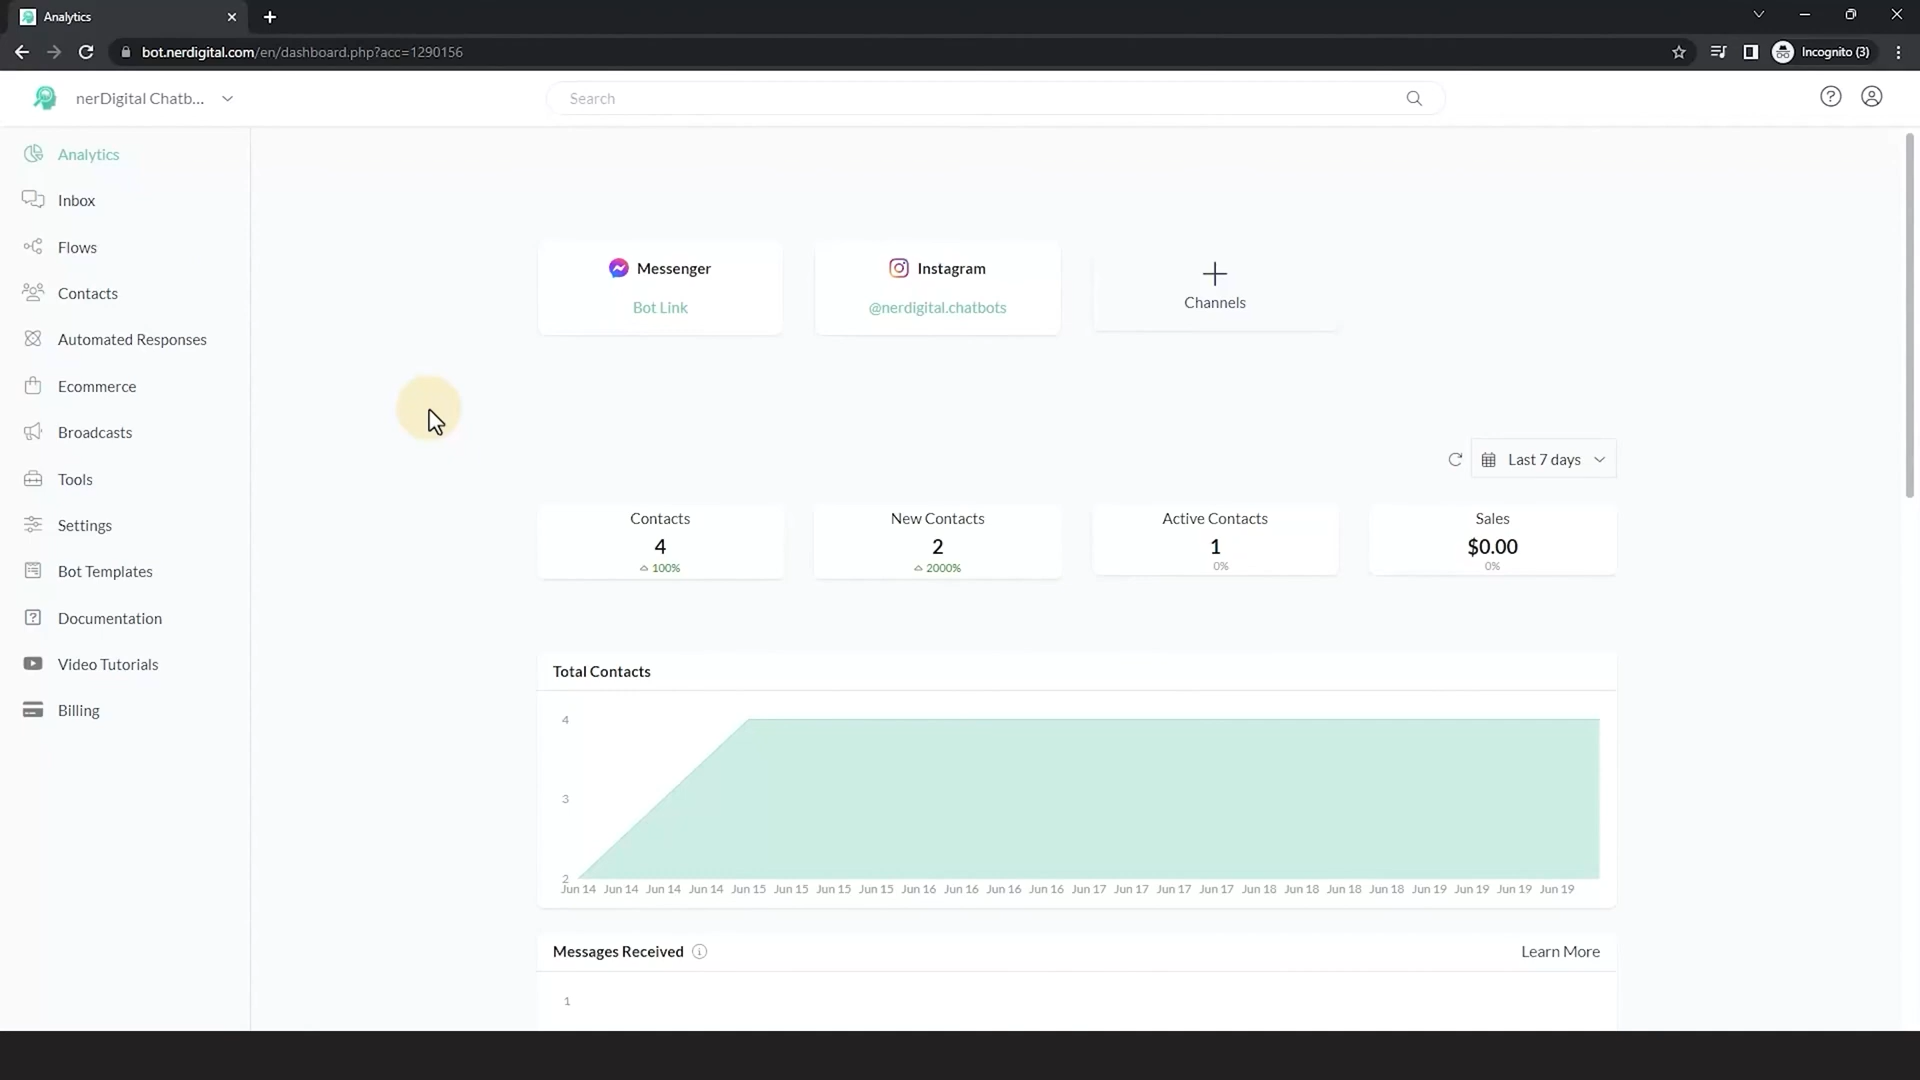 Analytics
bot.nerdigital.com/en/dashboard.php?acc=1290156
Incognito (3)
nerDigital Chatb...
Search
Analytics
Inbox
Flows
Contacts
Automated Responses
Ecommerce
Broadcasts
Tools
Settings
Bot Templates
Documentation
Video Tutorials
Billing
Messenger
Bot Link
Instagram
@nerdigital.chatbots
Channels
Last 7 days
Contacts
4
100%
New Contacts
2
2000%
Active Contacts
1
0%
Sales
$0.00
0%
Total Contacts
4
3
2
Jun 14 Jun 14 Jun 14 Jun 14 Jun 15 Jun 15 Jun 15 Jun 15 Jun 16 Jun 16 Jun 16 Jun 16 Jun 17 Jun 17 Jun 17 Jun 17 Jun 18 Jun 18 Jun 18 Jun 18 Jun 19 Jun 19 Jun 19 Jun 19
Messages Received
Learn More
1